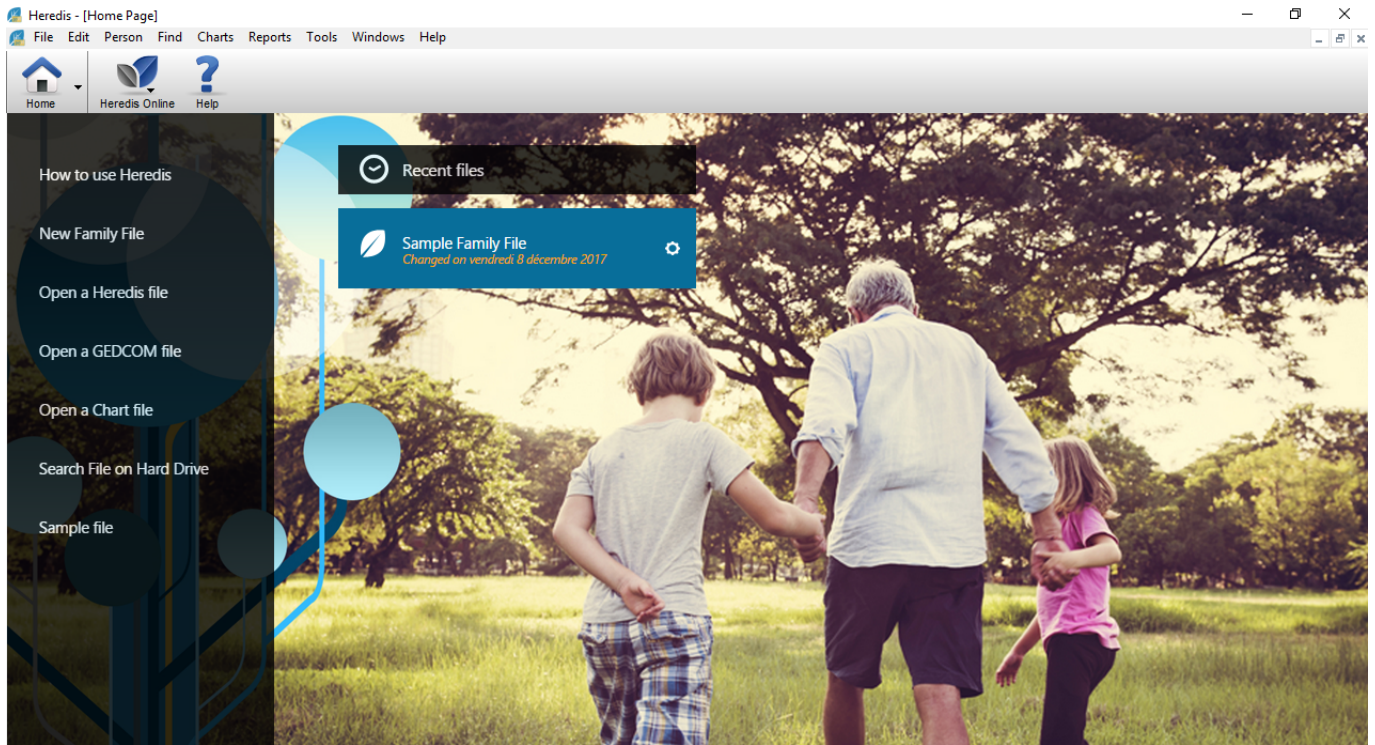 Heredis - [Home Page]
File Edit Person Find Charts Reports Tools Windows Help
Home
Heredis Online
Help
How to use Heredis
New Family File
Open a Heredis file
Open a GEDCOM file
Open a Chart file
Search File on Hard Drive
Sample file
Recent files
Sample Family File
Changed on vendredi 8 décembre 2017